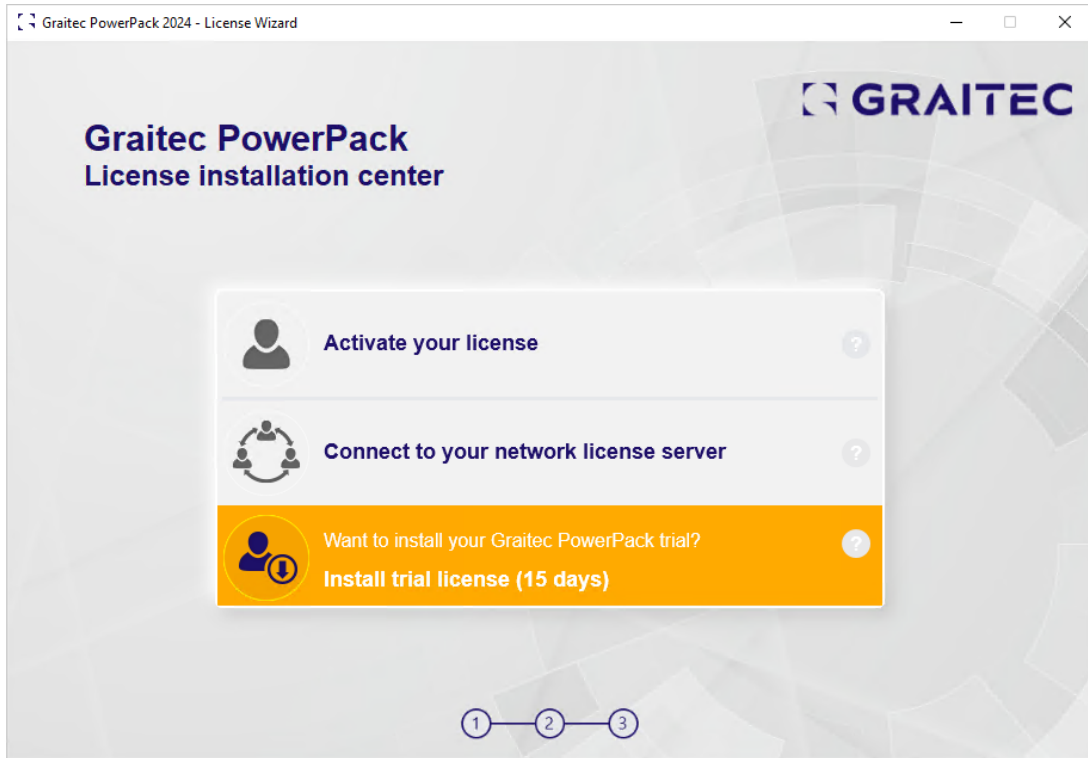 Graitec PowerPack 2024 - License Wizard
GRAITEC
Graitec PowerPack
License installation center
Activate your license
?
Connect to your network license server
?
Want to install your Graitec PowerPack trial?
?
Install trial license (15 days)
1 2 3